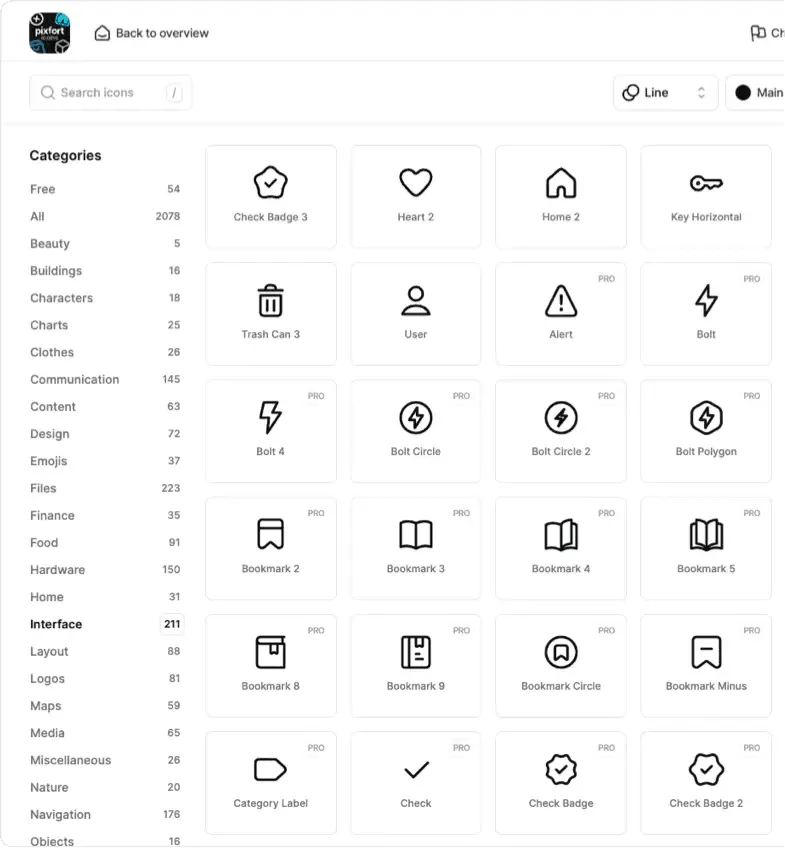 pixfort
icons
Back to overview
Ch
Search icons
/
Line
Main
Categories
Free 54
All 2078
Beauty 5
Buildings 16
Characters 18
Charts 25
Clothes 26
Communication 145
Content 63
Design 72
Emojis 37
Files 223
Finance 35
Food 91
Hardware 150
Home 31
Interface 211
Layout 88
Logos 81
Maps 59
Media 65
Miscellaneous 26
Nature 20
Navigation 176
Objects 16
Check Badge 3
Heart 2
Home 2
Key Horizontal
Trash Can 3
User
PRO
Alert
PRO
Bolt
PRO
Bolt 4
PRO
Bolt Circle
PRO
Bolt Circle 2
PRO
Bolt Polygon
PRO
Bookmark 2
PRO
Bookmark 3
PRO
Bookmark 4
PRO
Bookmark 5
PRO
Bookmark 8
PRO
Bookmark 9
PRO
Bookmark Circle
PRO
Bookmark Minus
PRO
Category Label
PRO
Check
PRO
Check Badge
PRO
Check Badge 2